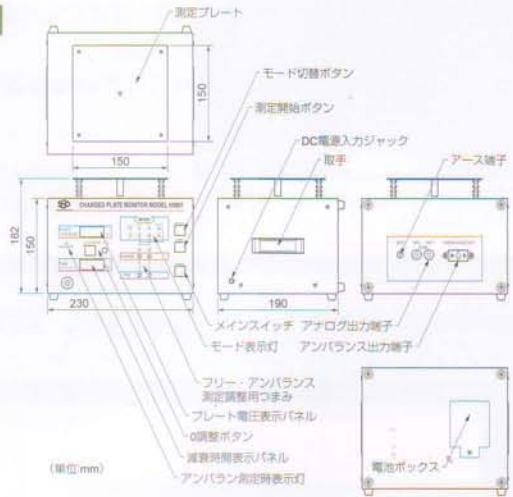 測定プレート
150
150
モード切替ボタン
測定開始ボタン
DC電源入力ジャック
取手
アース端子
182
150
CHARGED PLATE MONITOR MODEL
230
190
メインスイッチ
アナログ出力端子
モード表示灯
アンバランス出力端子
フリー・アンバランス
測定調整用つまみ
プレート電圧表示パネル
0調整ボタン
減衰時間表示パネル
アンバラン測定時表示灯
(単位:mm)
電池ボックス